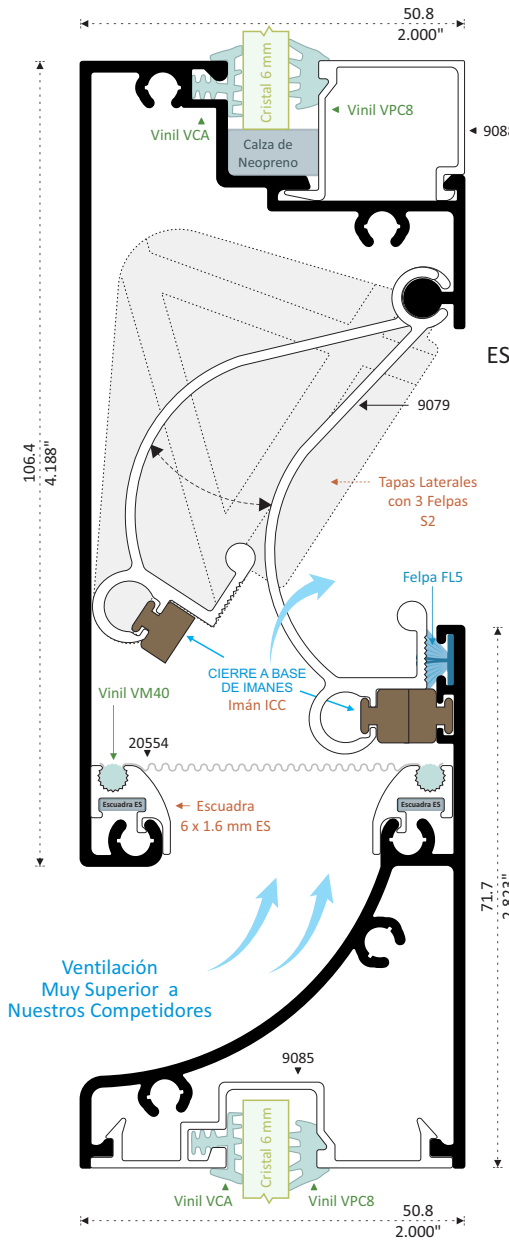 50.8
2.000"
Cristal 6 mm
Vinil VCA
Vinil VPC8
Calza de
Neopreno
9088
ES
9079
106.4
4.188"
Tapas Laterales
con 3 Felpas
S2
Felpa FL5
CIERRE A BASE
DE IMANES
Imán ICC
Vinil VM40
20554
Escuadra ES
Escuadra ES
Escuadra
6 x 1.6 mm ES
71.7
2.823"
Ventilación
Muy Superior a
Nuestros Competidores
9085
Cristal 6 mm
Vinil VCA
Vinil VPC8
50.8
2.000"